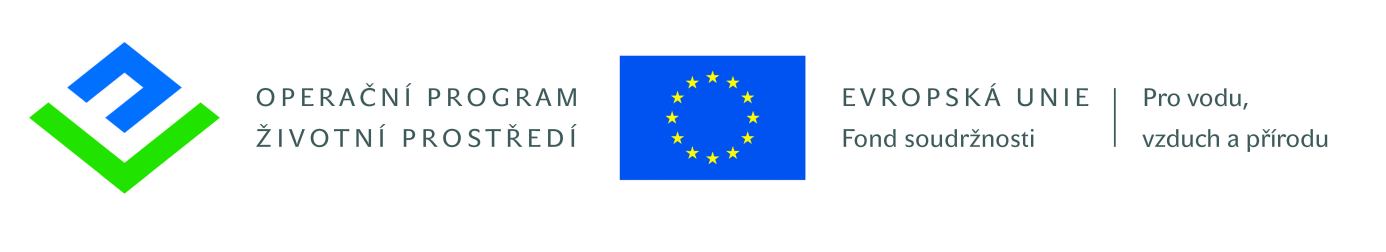 OPERAČNÍ PROGRAM
ŽIVOTNÍ PROSTŘEDÍ
EVROPSKÁ UNIE
Fond soudržnosti
Pro vodu,
vzduch a přírodu